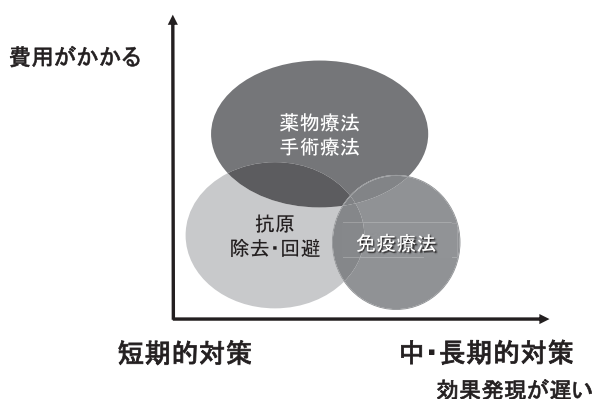 費用がかかる
薬物療法
手術療法
抗原
除去・回避
免疫療法
短期的対策
中・長期的対策
効果発現が遅い